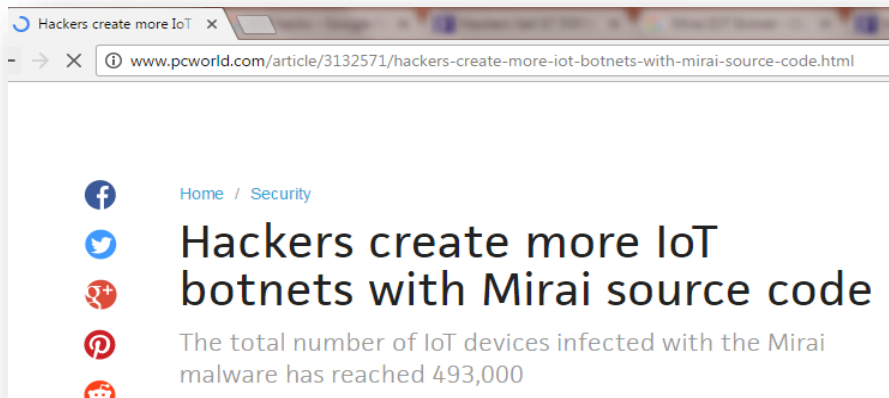 Hackers create more IoT
www.pcworld.com/article/3132571/hackers-create-more-iot-botnets-with-mirai-source-code.html
Home / Security
Hackers create more IoT
botnets with Mirai source code
The total number of IoT devices infected with the Mirai
malware has reached 493,000